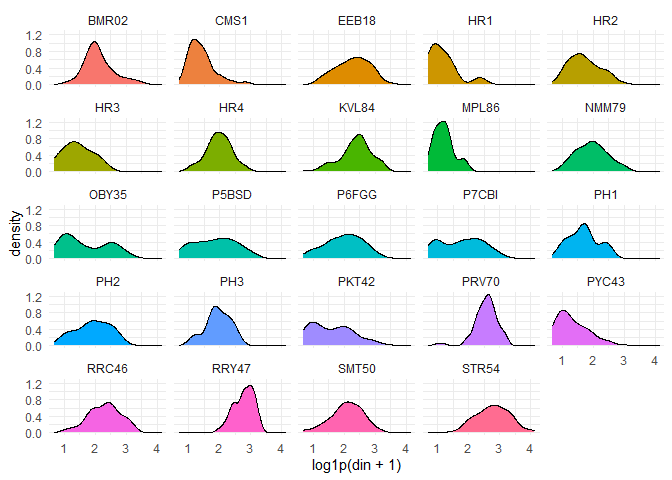 BMR02 CMS1 EEB18 HR1 HR2
1.2
0.8
0.4
0.0
HR3 HR4 KVL84 MPL86 NMM79
1.2
0.8
0.4
0.0
OBY35 P5BSD P6FGG P7CBI PH1
1.2
0.8
0.4
0.0
density
PH2 PH3 PKT42 PRV70 PYC43
1.2
0.8
0.4
0.0
1 2 3 4
RRC46 RRY47 SMT50 STR54
1.2
0.8
0.4
0.0
1 2 3 4 1 2 3 4 1 2 3 4 1 2 3 4
log1p(din + 1)